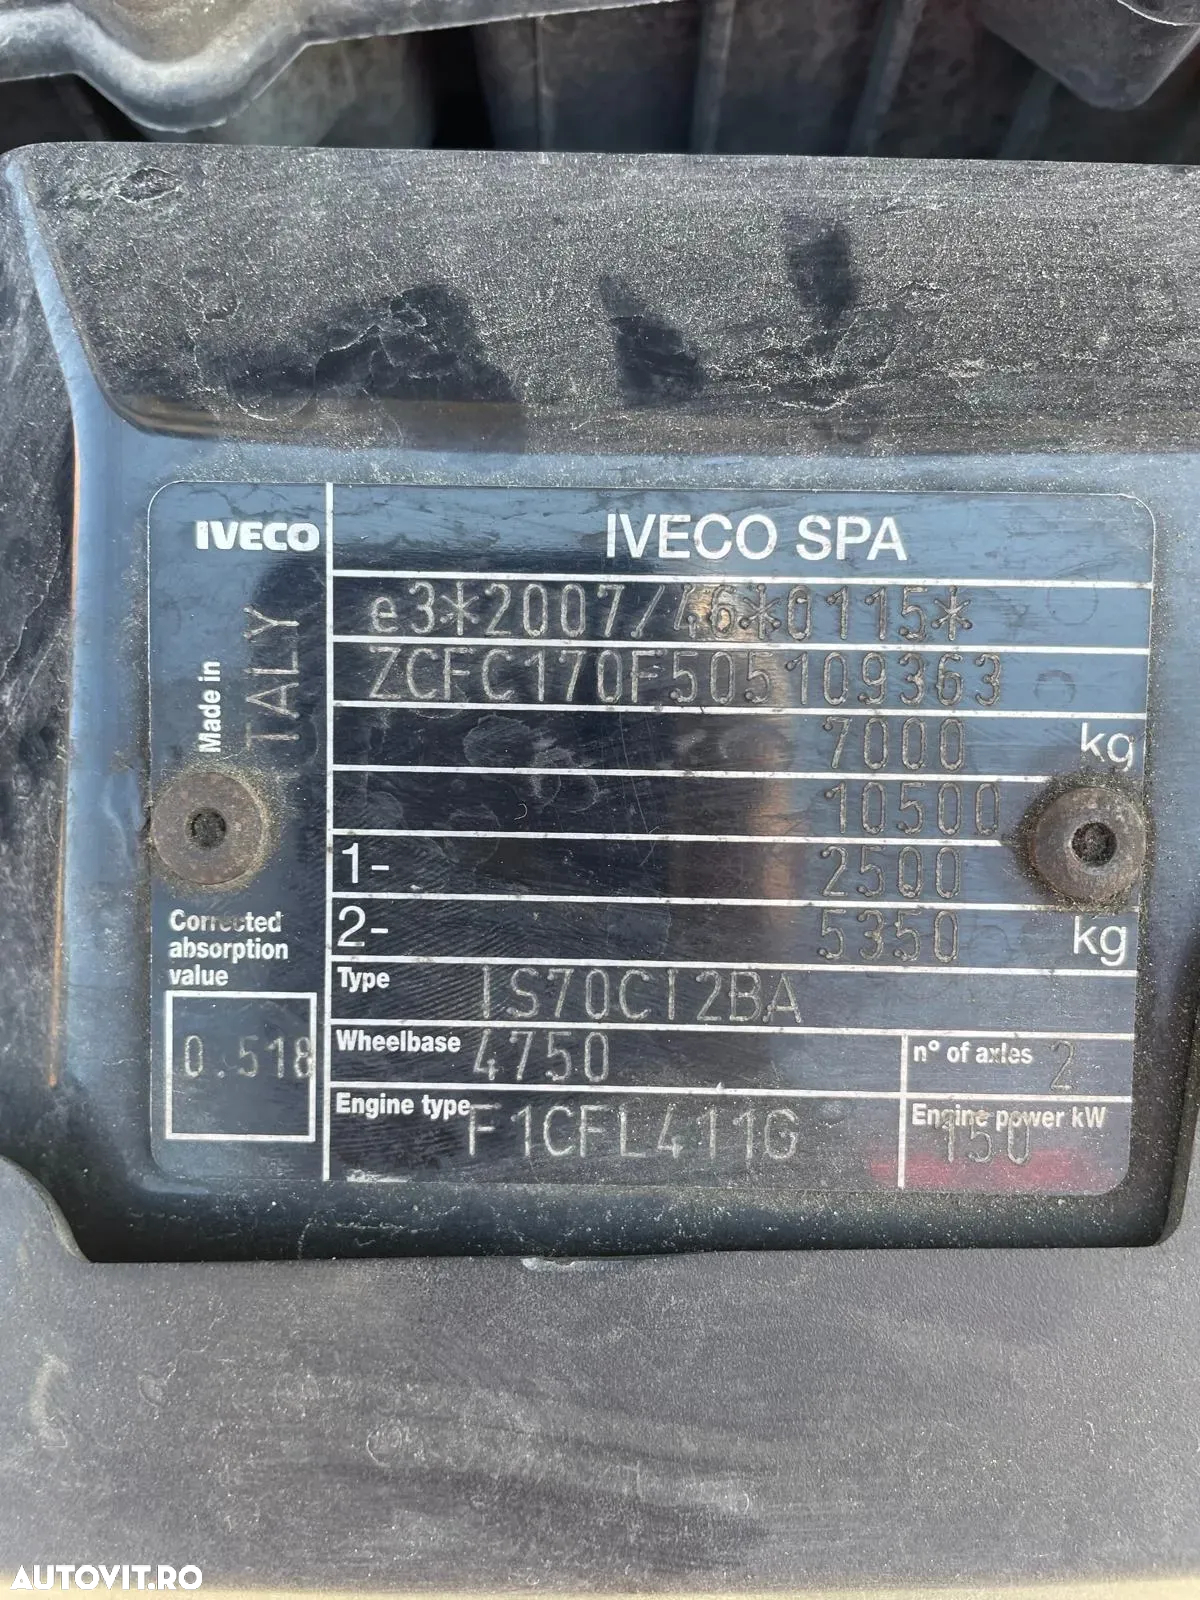 IVECO
IVECO SPA
e3*2007/46*0115*
ZCFC170F505109363
7000 kg
10500
1- 2500
2- 5350 kg
Type IS70CI2BA
Wheelbase 4750
n° of axles 2
Engine type F1CFL411G
Engine power kW 150
Made in ITALY
Corrected
absorption
value
0.518
AUTOVIT.RO